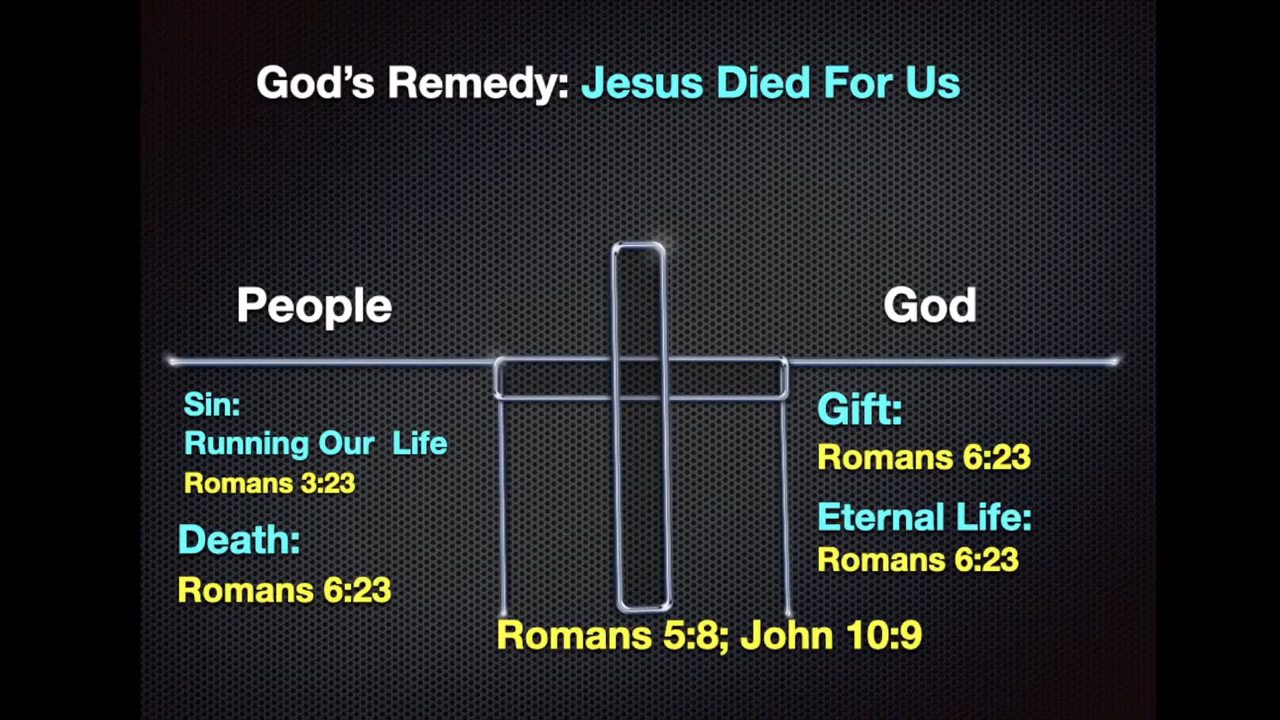 God’s Remedy: Jesus Died For Us
People
God
Sin:
Running Our Life
Romans 3:23
Death:
Romans 6:23
Gift:
Romans 6:23
Eternal Life:
Romans 6:23
Romans 5:8; John 10:9